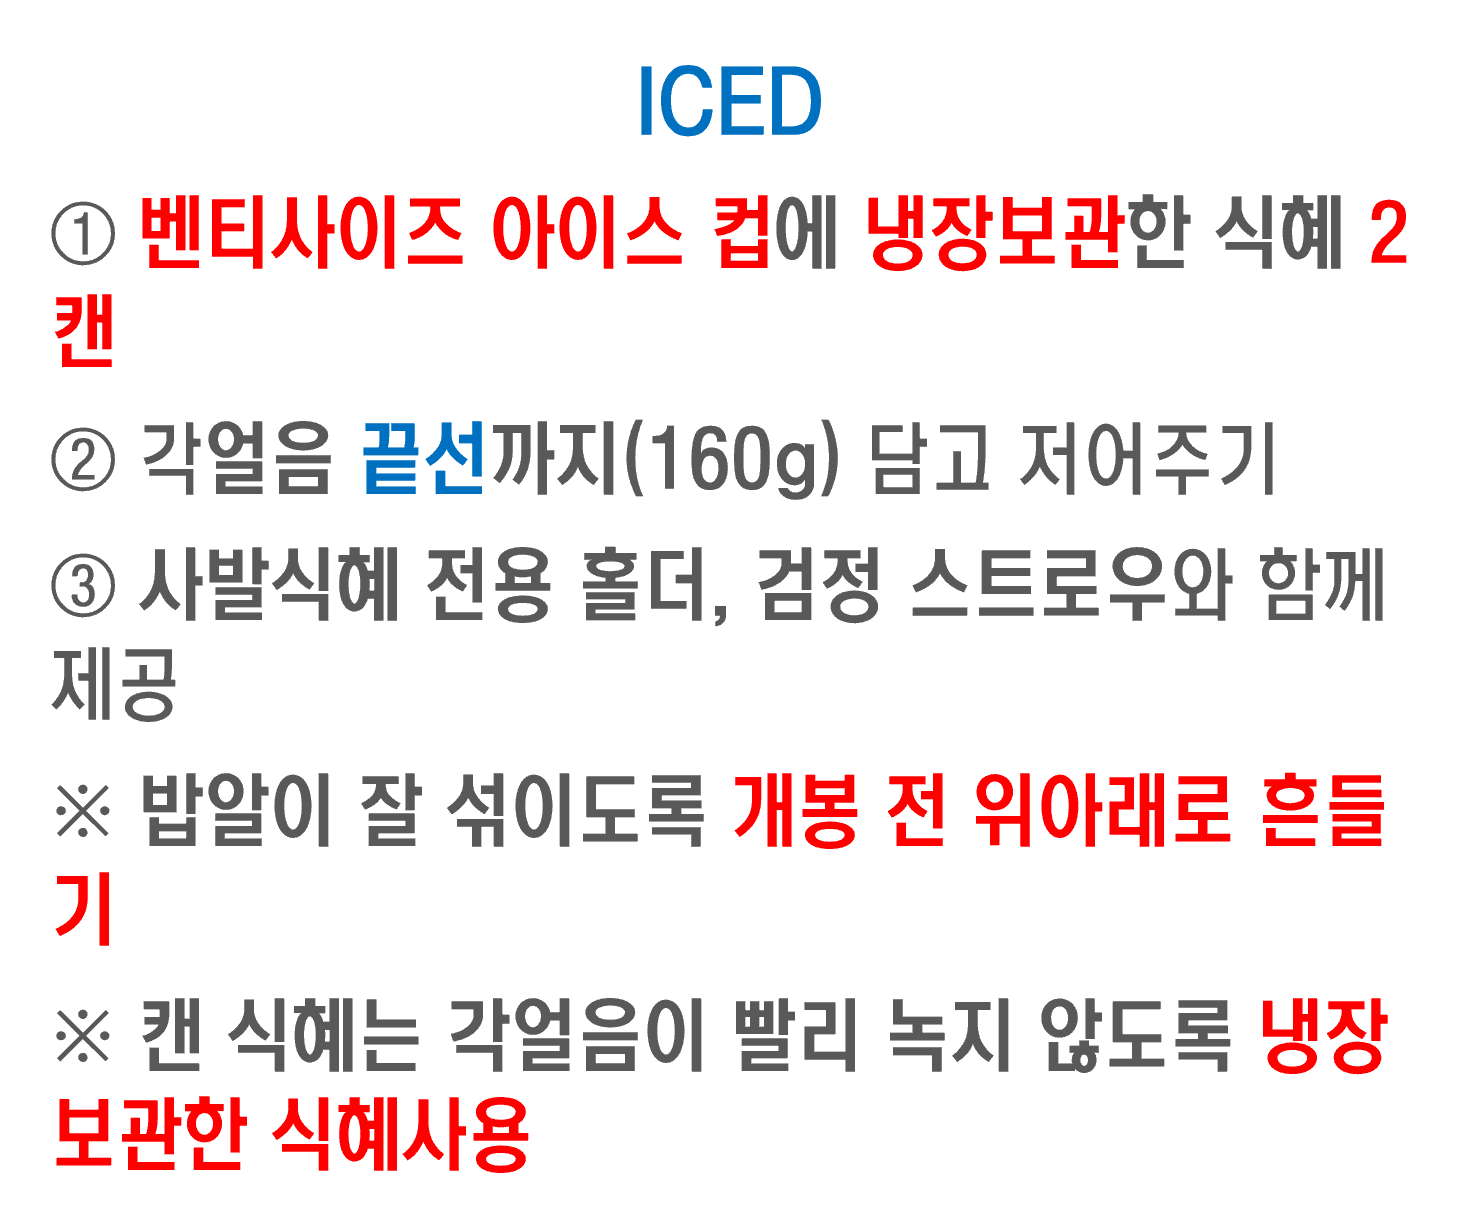 ICED
① 벤티사이즈 아이스 컵에 냉장보관한 식혜 2
캔
② 각얼음 끝선까지(160g) 담고 저어주기
③ 사발식혜 전용 홀더, 검정 스트로우와 함께
제공
※ 밥알이 잘 섞이도록 개봉 전 위아래로 흔들
기
※ 캔 식혜는 각얼음이 빨리 녹지 않도록 냉장
보관한 식혜사용